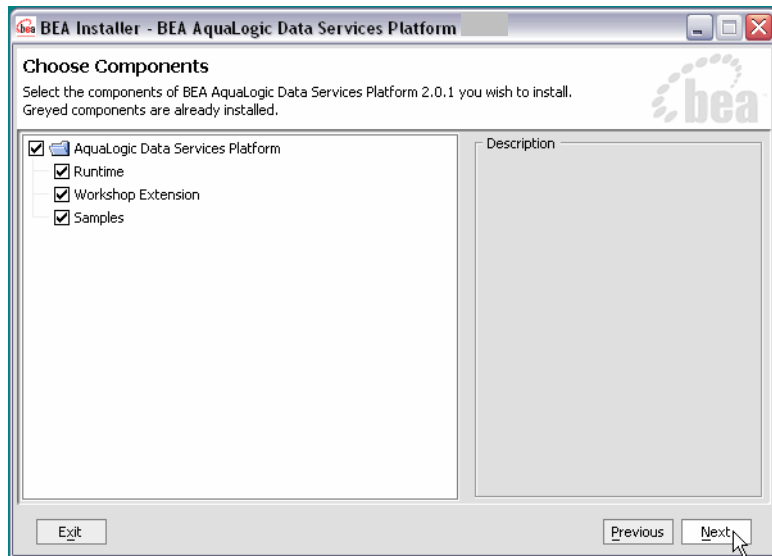 bea BEA Installer - BEA AquaLogic Data Services Platform
Choose Components
Select the components of BEA AquaLogic Data Services Platform 2.0.1 you wish to install.
Greyed components are already installed.
bea
AquaLogic Data Services Platform
Runtime
Workshop Extension
Samples
Description
Exit
Previous
Next